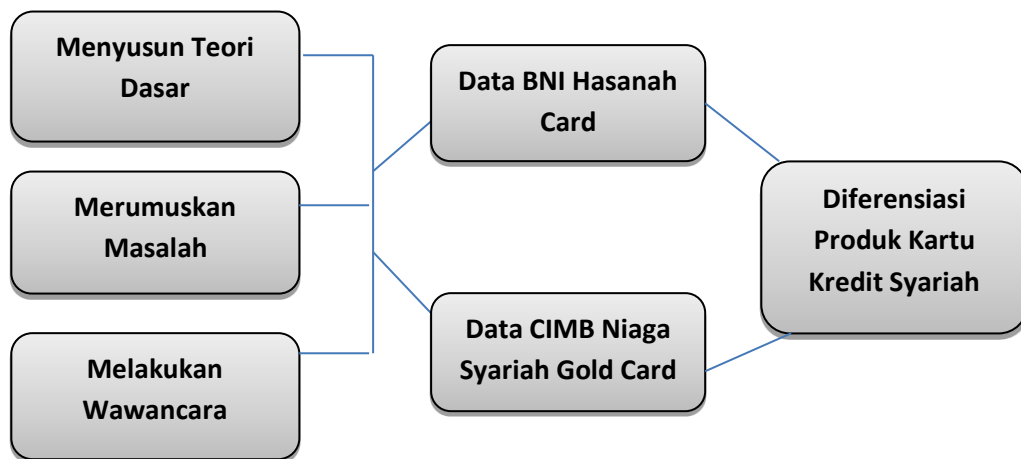 Menyusun Teori
Dasar
Merumuskan
Masalah
Melakukan
Wawancara
Data BNI Hasanah
Card
Data CIMB Niaga
Syariah Gold Card
Diferensiasi
Produk Kartu
Kredit Syariah